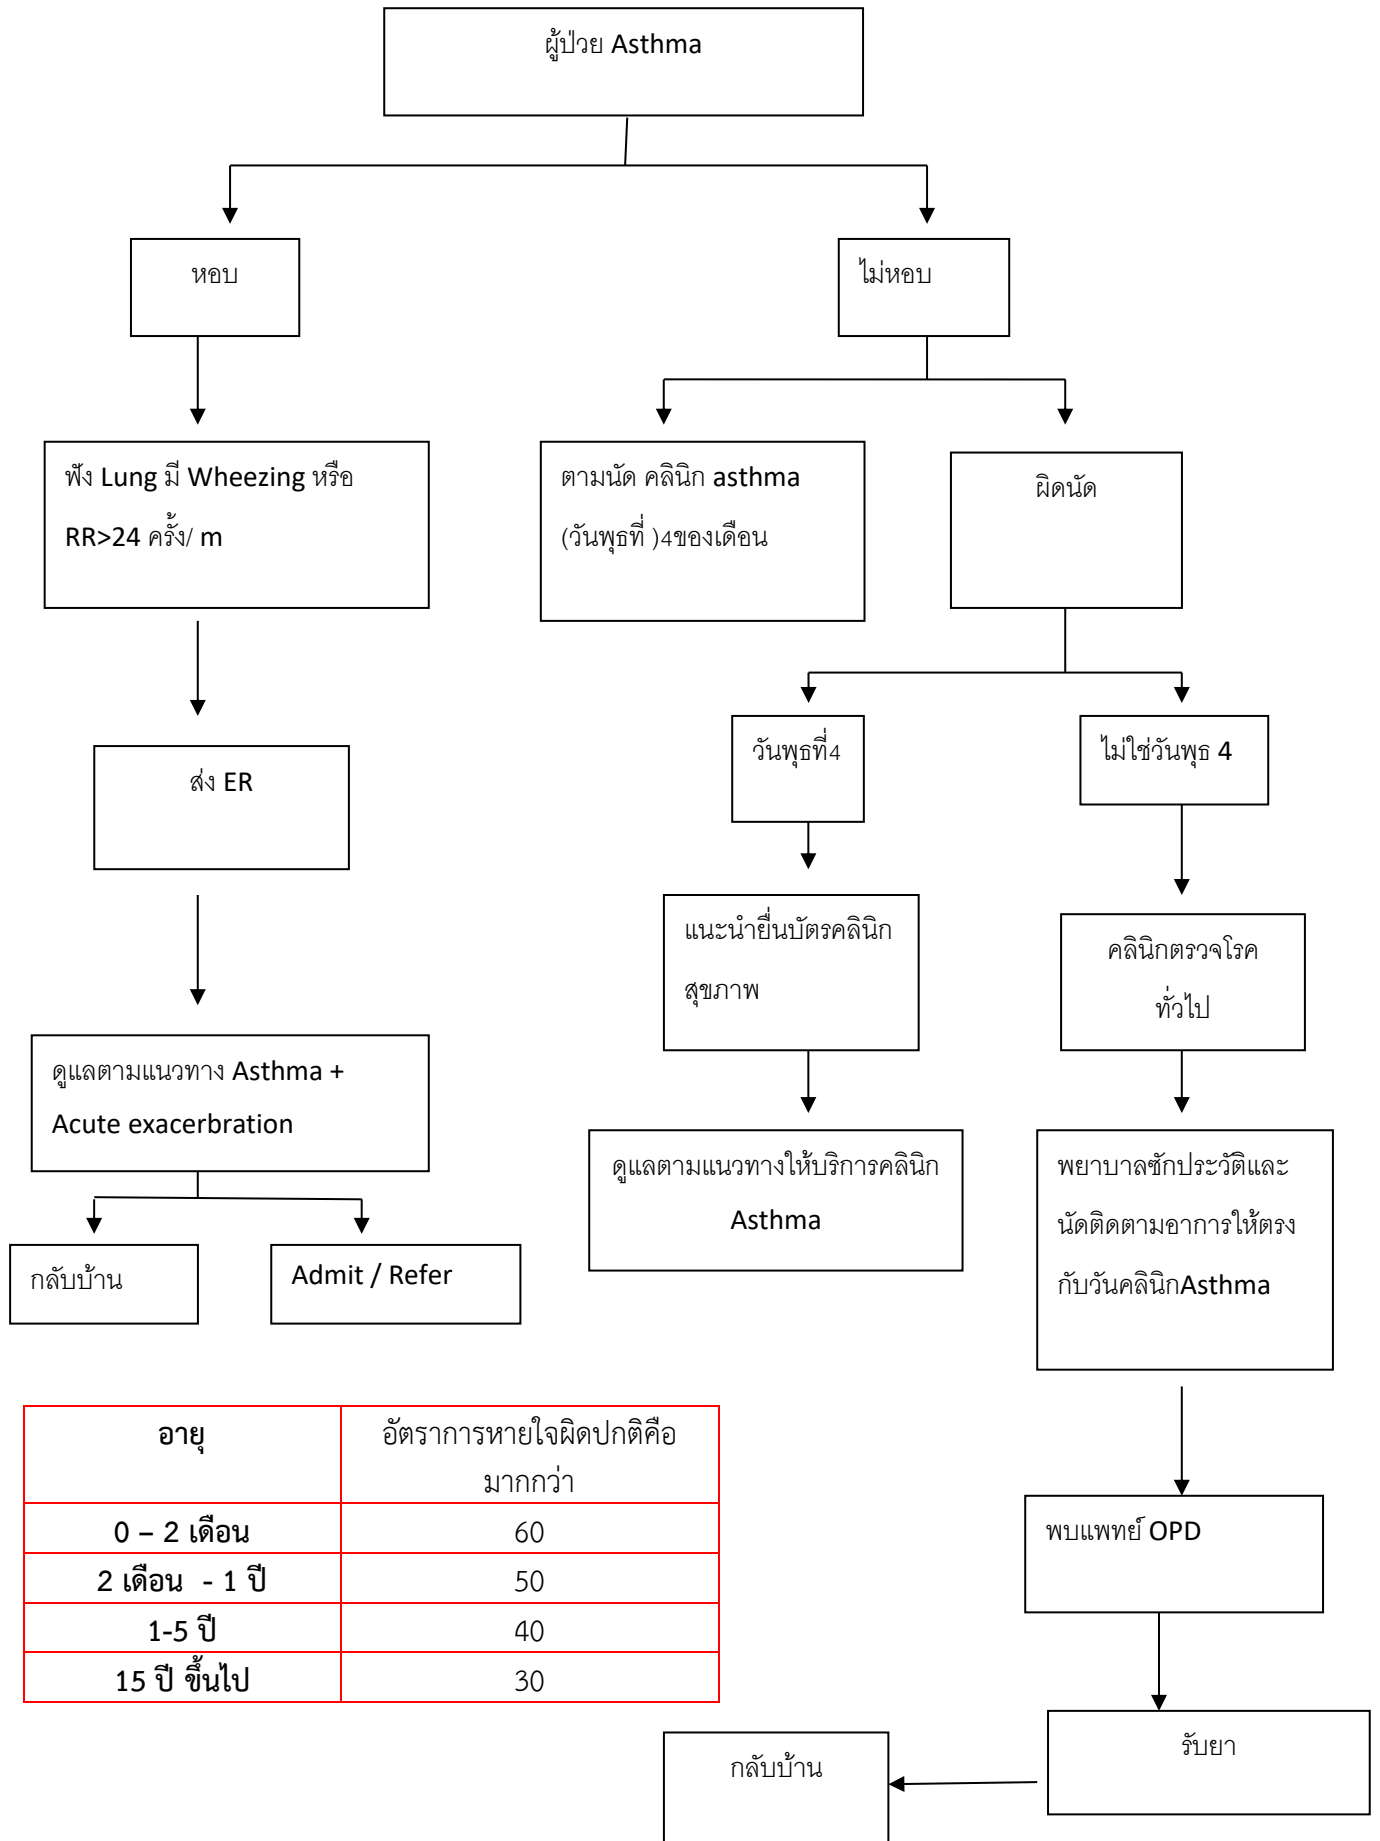 ผู้ป่วย Asthma
หอบ
ไม่หอบ
ฟัง Lung มี Wheezing หรือ
RR>24 ครั้ง/ m
ตามนัด คลินิก asthma
(วันพุธที่ )4ของเดือน
ผิดนัด
ส่ง ER
วันพุธที่4
ไม่ใช่วันพุธ 4
แนะนำยื่นบัตรคลินิก
สุขภาพ
คลินิกตรวจโรค
ทั่วไป
ดูแลตามแนวทาง Asthma +
Acute exacerbration
ดูแลตามแนวทางให้บริการคลินิก
Asthma
พยาบาลซักประวัติและ
นัดติดตามอาการให้ตรง
กับวันคลินิกAsthma
กลับบ้าน
Admit / Refer
อายุ
อัตราการหายใจผิดปกติคือ
มากกว่า
0 – 2 เดือน 60
2 เดือน - 1 ปี 50
1-5 ปี 40
15 ปี ขึ้นไป 30
พบแพทย์ OPD
รับยา
กลับบ้าน